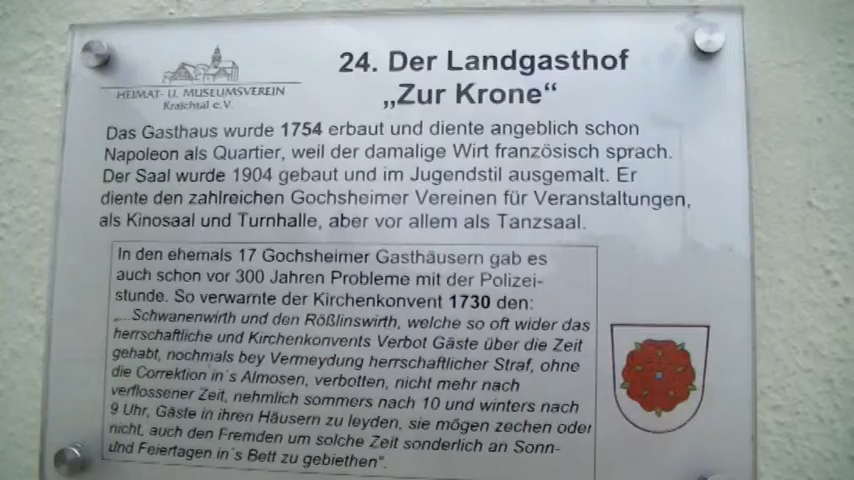 HEIMAT- U. MUSEUMSVEREIN
Kraichtal e.V.
24. Der Landgasthof
„Zur Krone“
Das Gasthaus wurde 1754 erbaut und diente angeblich schon
Napoleon als Quartier, weil der damalige Wirt französisch sprach.
Der Saal wurde 1904 gebaut und im Jugendstil ausgemalt. Er
diente den zahlreichen Gochsheimer Vereinen für Veranstaltungen,
als Kinosaal und Turnhalle, aber vor allem als Tanzsaal.
In den ehemals 17 Gochsheimer Gasthäusern gab es
auch schon vor 300 Jahren Probleme mit der Polizei-
stunde. So verwarnte der Kirchenkonvent 1730 den:
„...Schwanenwirth und den Rößlinswirth, welche so oft wider das
herrschaftliche und Kirchenkonvents Verbot Gäste über die Zeit
gehabt, nochmals bey Vermeydung herrschaftlicher Straf, ohne
die Correktion in´s Almosen, verbotten, nicht mehr nach
verflossener Zeit, nehmlich sommers nach 10 und winters nach
9 Uhr, Gäste in ihren Häusern zu leyden, sie mögen zechen oder
nicht, auch den Fremden um solche Zeit sonderlich an Sonn-
und Feiertagen in´s Bett zu gebiethen“.